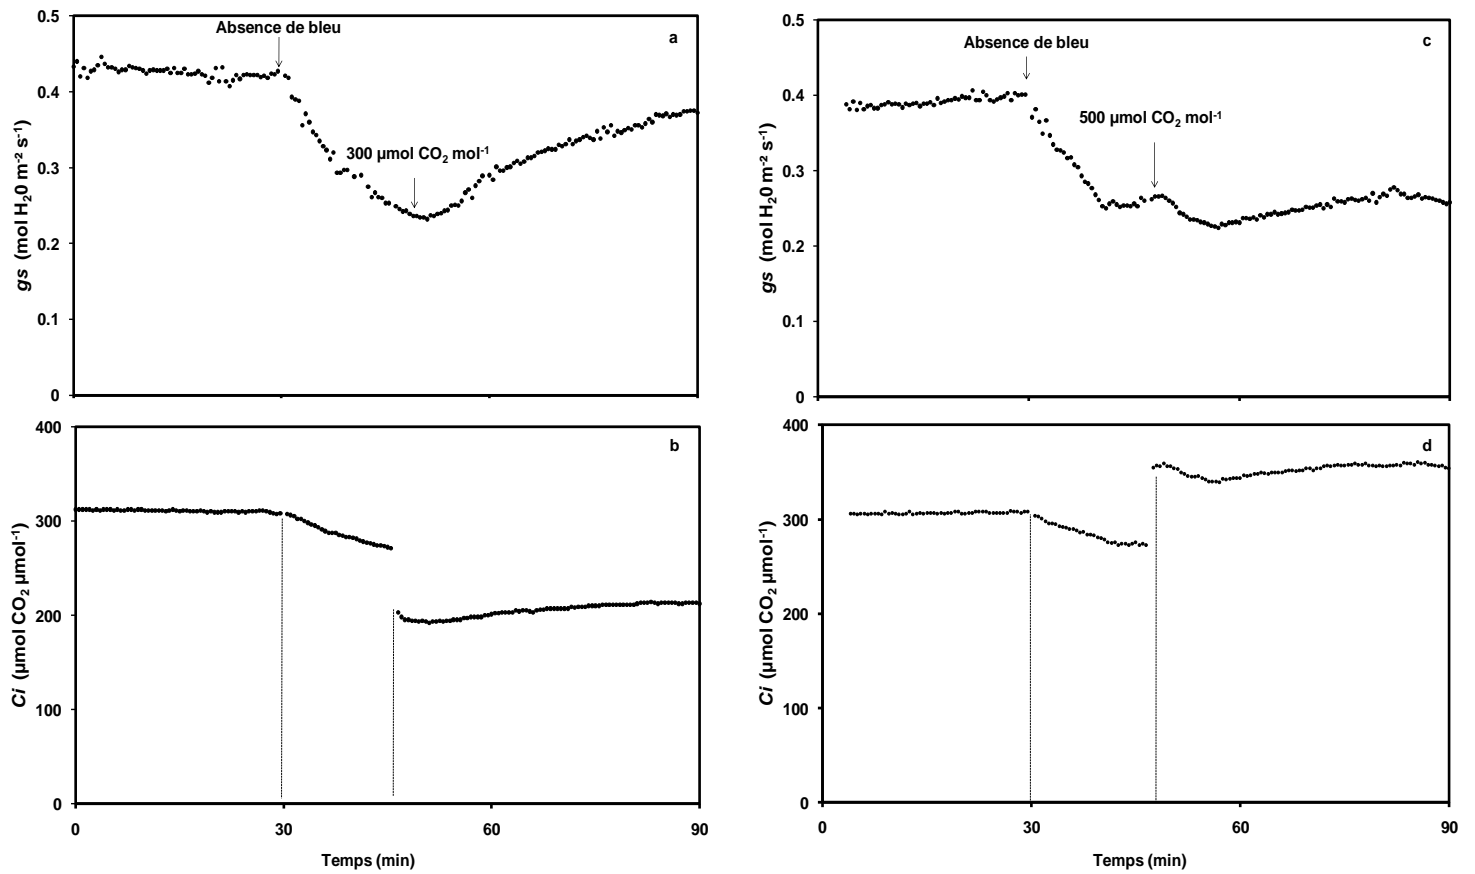 0.5
0.4
0.3
0.2
0.1
0
gs (mol H₂0 m⁻² s⁻¹)
Absence de bleu
a
300 µmol CO₂ mol⁻¹
0.5
0.4
0.3
0.2
0.1
0
gs (mol H₂0 m⁻² s⁻¹)
Absence de bleu
c
500 µmol CO₂ mol⁻¹
400
300
200
100
0
Ci (µmol CO₂ µmol⁻¹)
b
0 30 60 90
Temps (min)
400
300
200
100
0
Ci (µmol CO₂ µmol⁻¹)
d
0 30 60 90
Temps (min)